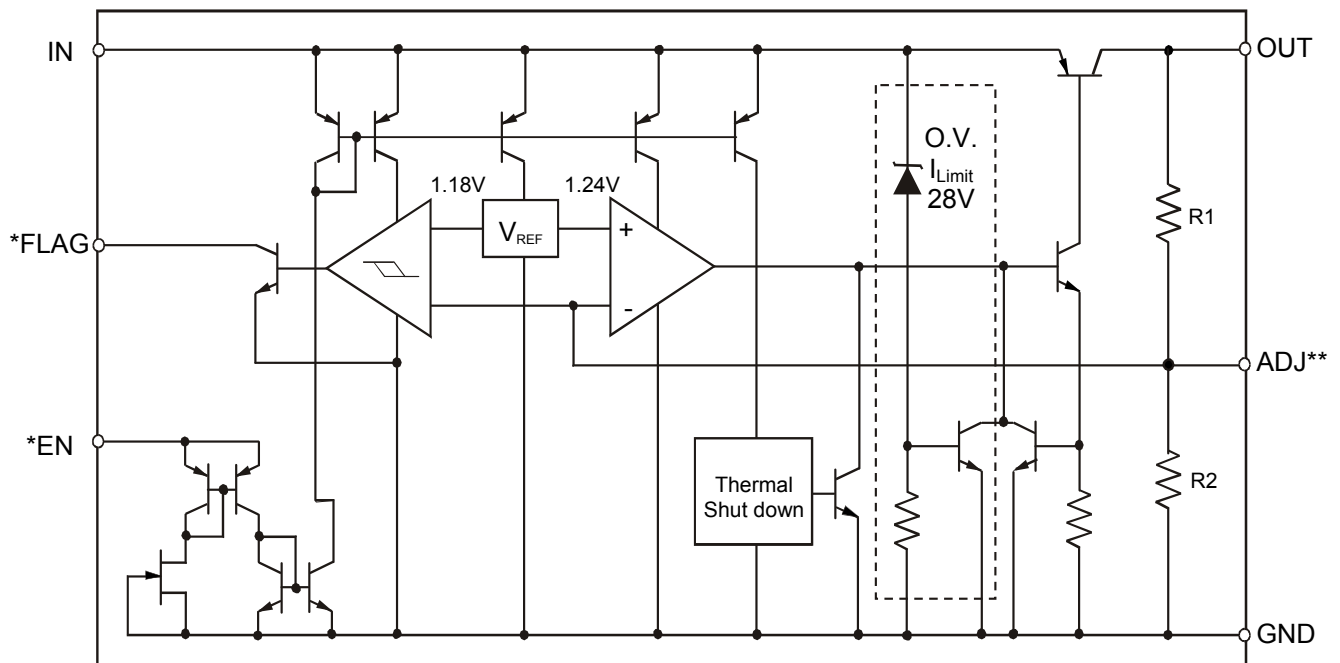 IN
OUT
O.V.
I_Limit
28V
1.18V
1.24V
V_REF
R1
*FLAG
+
-
ADJ**
*EN
Thermal
Shut down
R2
GND